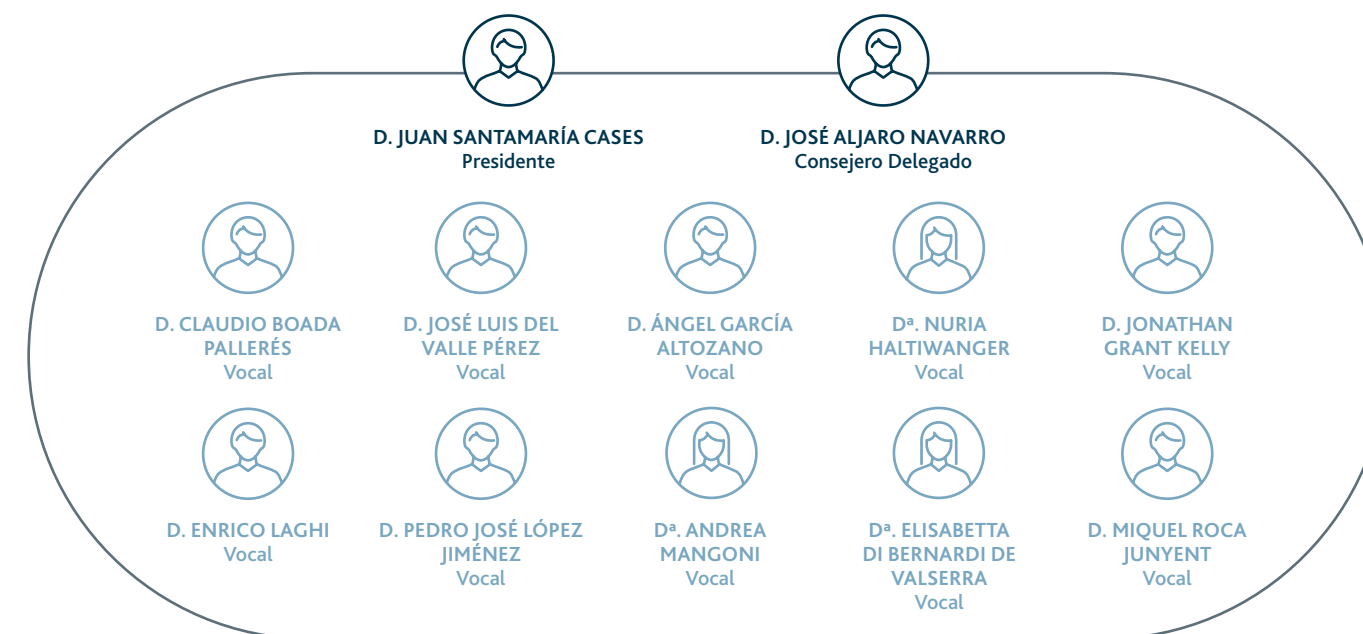 D. JUAN SANTAMARÍA CASES
Presidente
D. JOSÉ ALJARO NAVARRO
Consejero Delegado
D. CLAUDIO BOADA
PALLERÉS
Vocal
D. JOSÉ LUIS DEL
VALLE PÉREZ
Vocal
D. ÁNGEL GARCÍA
ALTOZANO
Vocal
Dª. NURIA
HALTIWANGER
Vocal
D. JONATHAN
GRANT KELLY
Vocal
D. ENRICO LAGHI
Vocal
D. PEDRO JOSÉ LÓPEZ
JIMÉNEZ
Vocal
Dª. ANDREA
MANGONI
Vocal
Dª. ELISABETTA
DI BERNARDI DE
VALSERRA
Vocal
D. MIQUEL ROCA
JUNYENT
Vocal